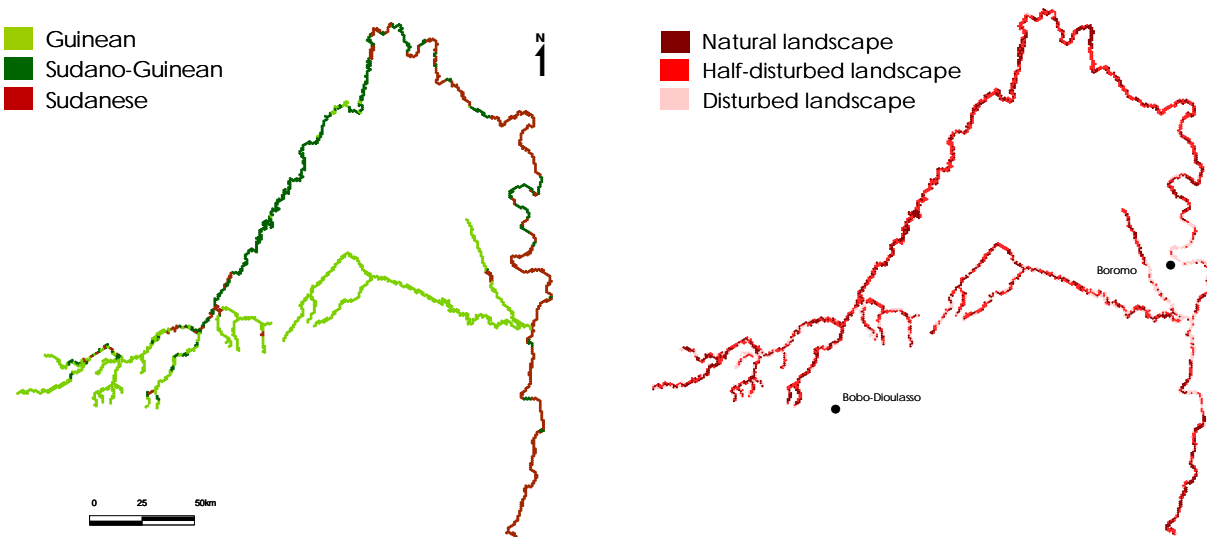 Guinean
Sudano-Guinean
Sudanese
N
0 25 50km
Natural landscape
Half-disturbed landscape
Disturbed landscape
Boromo
Bobo-Dioulasso